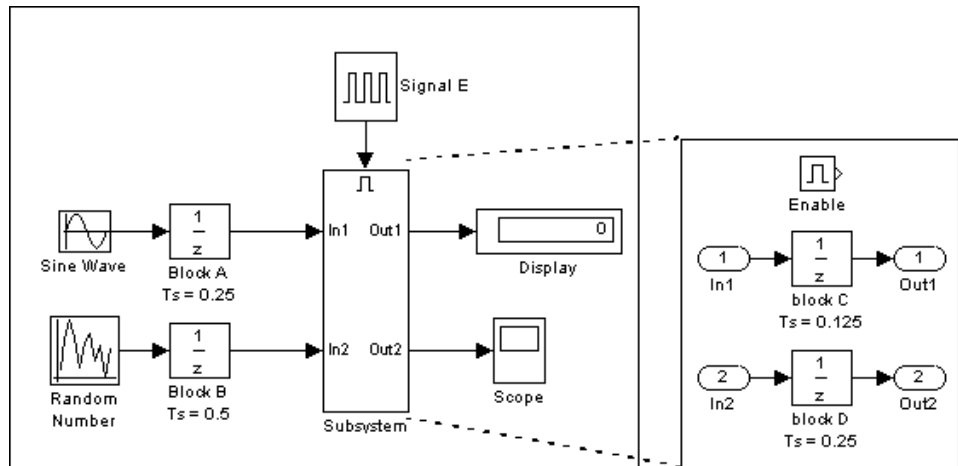 Signal E
In1
Out1
In2
Out2
Subsystem
Sine Wave
1
z
Block A
Ts = 0.25
Random
Number
1
z
Block B
Ts = 0.5
0
Display
Scope
Enable
1
In1
1
z
block C
Ts = 0.125
1
Out1
2
In2
1
z
block D
Ts = 0.25
2
Out2